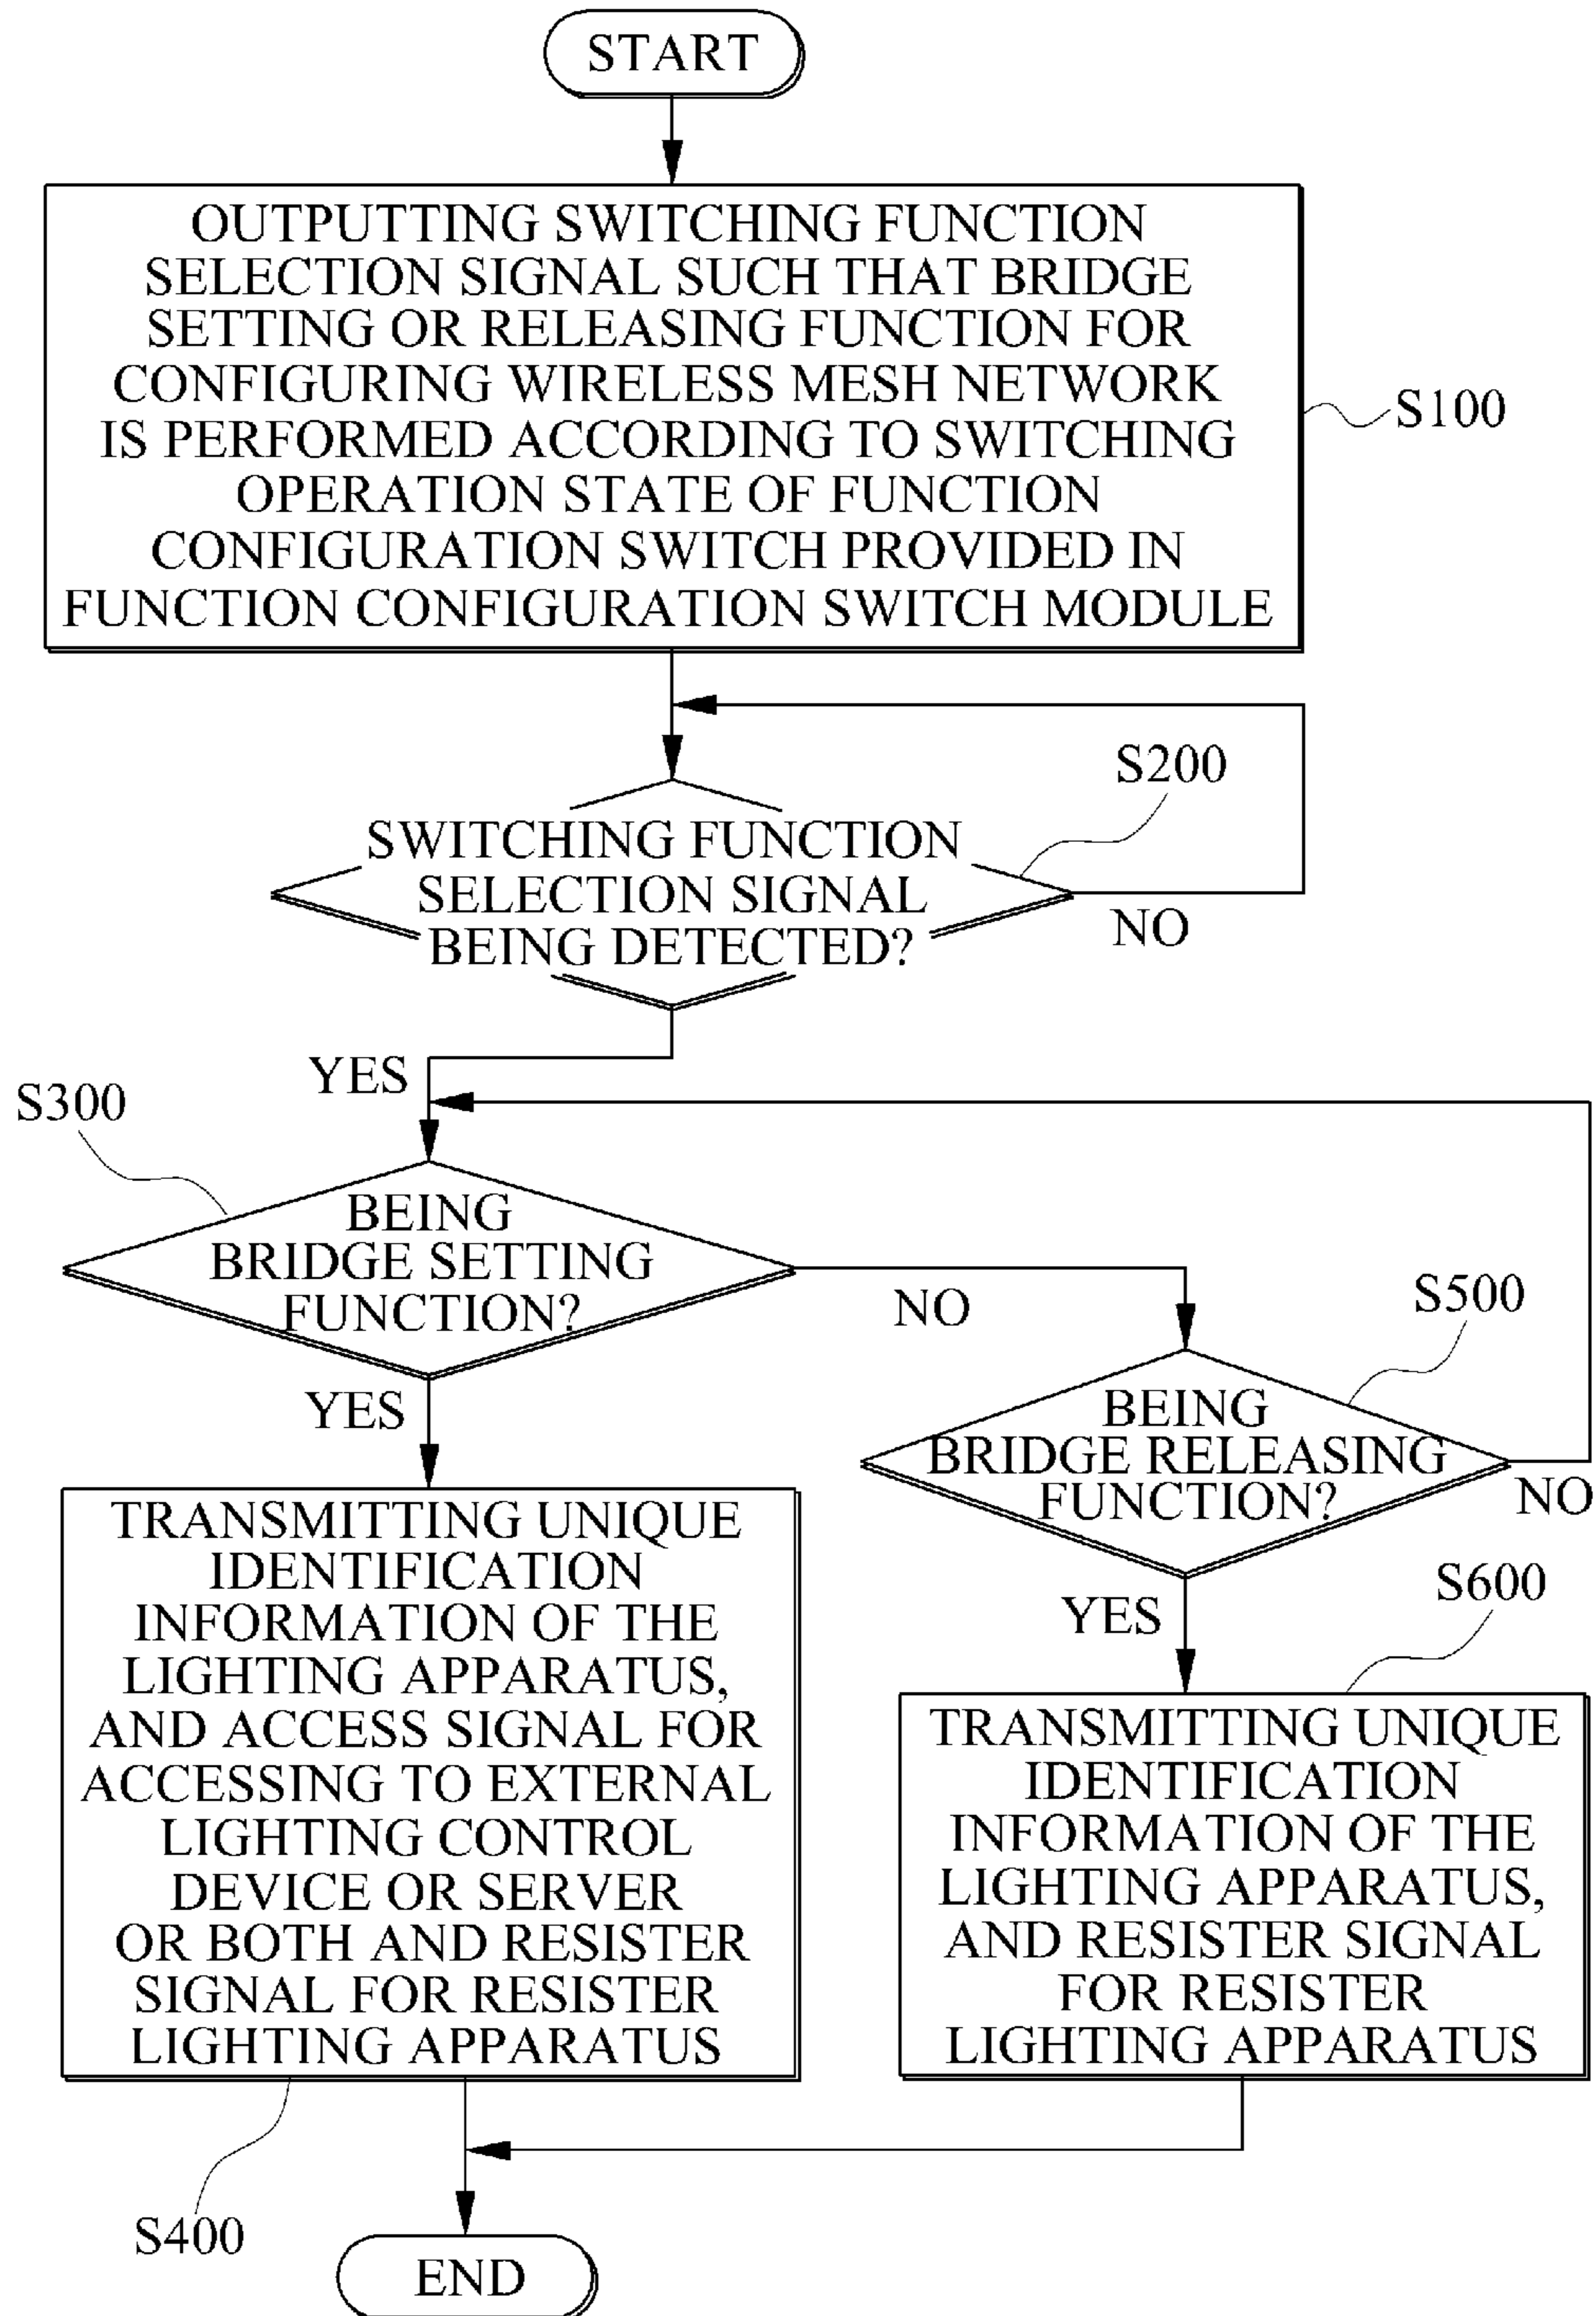 START
OUTPUTTING SWITCHING FUNCTION
SELECTION SIGNAL SUCH THAT BRIDGE
SETTING OR RELEASING FUNCTION FOR
CONFIGURING WIRELESS MESH NETWORK
IS PERFORMED ACCORDING TO SWITCHING
OPERATION STATE OF FUNCTION
CONFIGURATION SWITCH PROVIDED IN
FUNCTION CONFIGURATION SWITCH MODULE
S100
S200
SWITCHING FUNCTION
SELECTION SIGNAL
BEING DETECTED?
NO
YES
S300
BEING
BRIDGE SETTING
FUNCTION?
NO
YES
S500
BEING
BRIDGE RELEASING
FUNCTION?
NO
YES
S600
TRANSMITTING UNIQUE
IDENTIFICATION
INFORMATION OF THE
LIGHTING APPARATUS,
AND ACCESS SIGNAL FOR
ACCESSING TO EXTERNAL
LIGHTING CONTROL
DEVICE OR SERVER
OR BOTH AND RESISTER
SIGNAL FOR RESISTER
LIGHTING APPARATUS
TRANSMITTING UNIQUE
IDENTIFICATION
INFORMATION OF THE
LIGHTING APPARATUS,
AND RESISTER SIGNAL
FOR RESISTER
LIGHTING APPARATUS
S400
END